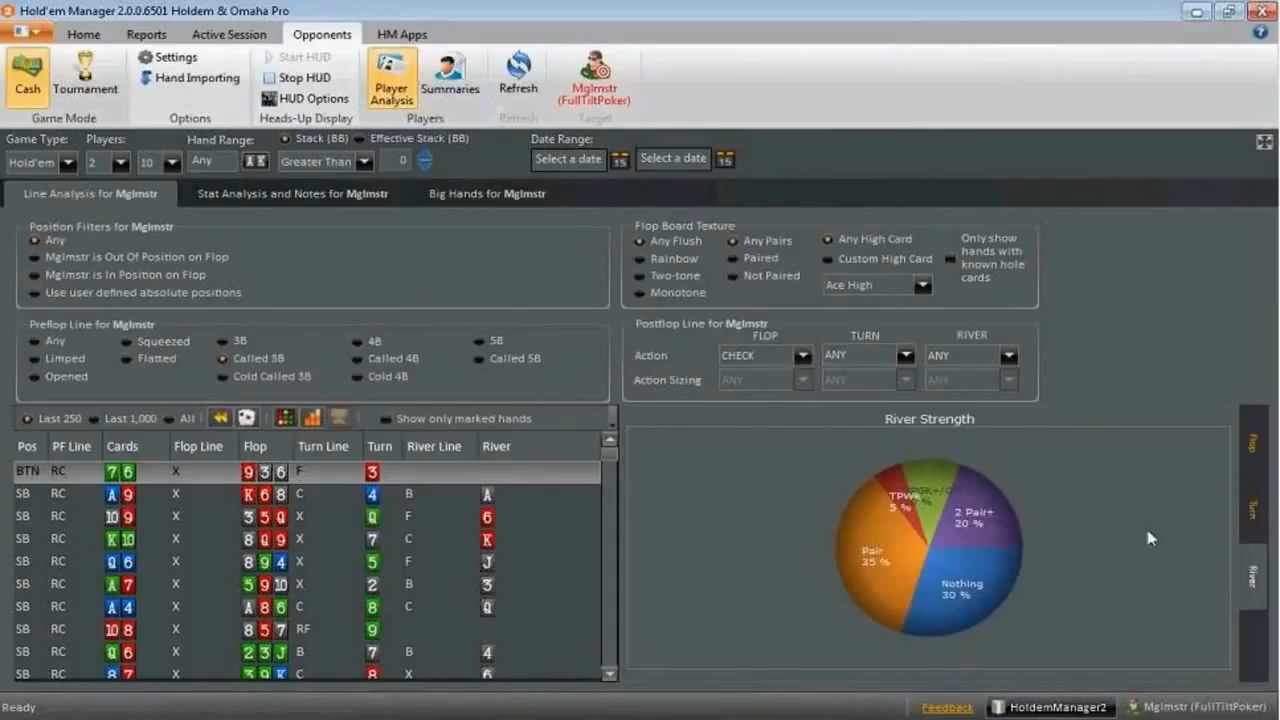 Hold'em Manager 2.0.0.6501 Holdem & Omaha Pro
Home Reports Active Session Opponents HM Apps
Cash Tournament
Game Mode
Settings
Hand Importing
Options
Start HUD
Stop HUD
HUD Options
Heads-Up Display
Player Analysis Summaries
Players
Refresh
Refresh
MgImstr (FullTiltPoker)
Target
Game Type: Players: Hand Range: Stack (BB) Effective Stack (BB) Date Range:
Hold'em 2 10 Any A K Greater Than 0 Select a date 15 Select a date 15
Line Analysis for MgImstr Stat Analysis and Notes for MgImstr Big Hands for MgImstr
Position Filters for MgImstr
Any
MgImstr is Out Of Position on Flop
MgImstr is In Position on Flop
Use user defined absolute positions
Flop Board Texture
Any Flush Any Pairs Any High Card
Rainbow Paired Custom High Card
Two-tone Not Paired Ace High
Monotone
Only show hands with known hole cards
Preflop Line for MgImstr
Any Squeezed 3B 4B 5B
Limped Flatted Called 3B Called 4B Called 5B
Opened Cold Called 3B Cold 4B
Postflop Line for MgImstr
FLOP TURN RIVER
Action CHECK ANY ANY
Action Sizing ANY ANY ANY
Last 250 Last 1,000 All Show only marked hands
Pos PF Line Cards Flop Line Flop Turn Line Turn River Line River
BTN RC 7 6 X 9 3 6 F 3
SB RC A 9 X K 6 8 C 4 B A
SB RC 10 9 X 3 5 Q X Q F 6
SB RC K 10 X 8 Q 9 X 7 C K
SB RC Q 6 X 8 9 4 X 5 F J
SB RC A 7 X 5 9 10 X 2 B 3
SB RC A 4 X A 8 6 C 8 C Q
SB RC 10 8 X 8 5 7 RF 9
SB RC Q 6 X 2 3 J B 7 B 4
SB RC 8 7 X 3 9 K C 8 X 6
River Strength
TPWK
5 %
2 Pair+
20 %
Pair
35 %
Nothing
30 %
Flop
Turn
River
Ready Feedback HoldemManager2 MgImstr (FullTiltPoker)